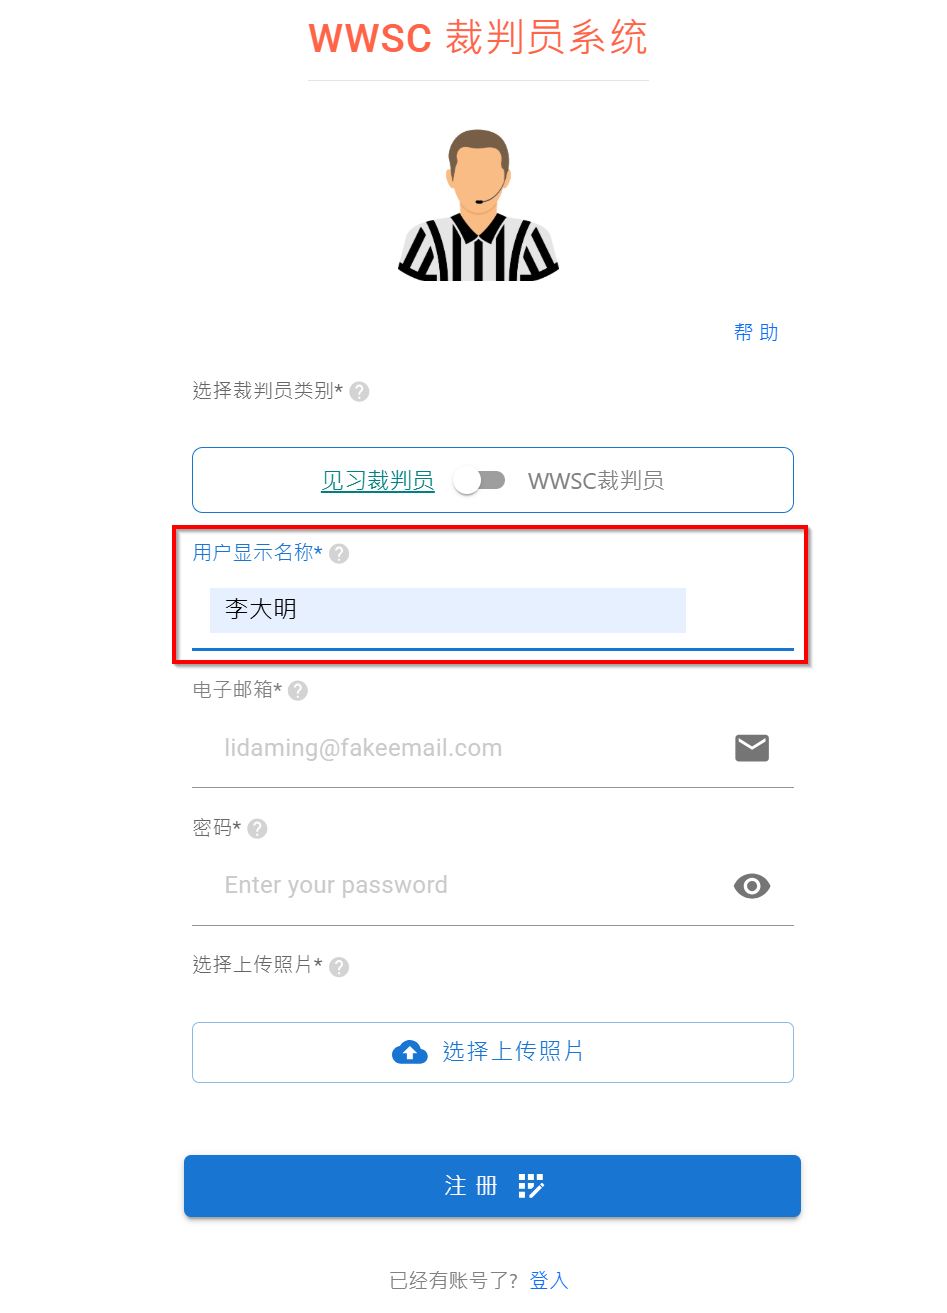 WWSC 裁判员系统
帮 助
选择裁判员类别*
见习裁判员 WWSC裁判员
用户显示名称*
李大明
电子邮箱*
lidaming@fakeemail.com
密码*
Enter your password
选择上传照片*
选择上传照片
注 册
已经有账号了? 登入